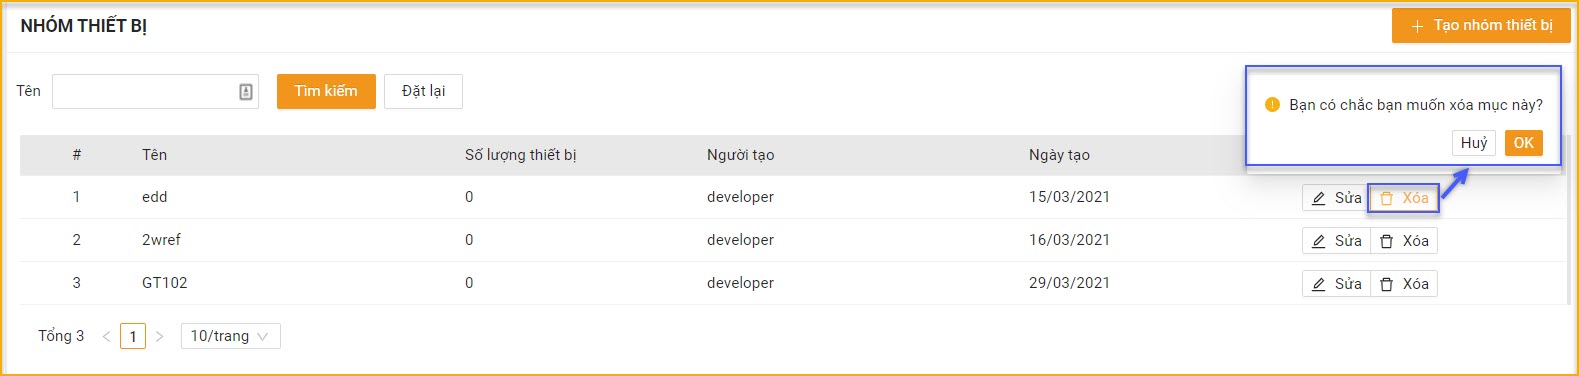 NHÓM THIẾT BỊ
+ Tạo nhóm thiết bị
Tên Tìm kiếm Đặt lại
Bạn có chắc bạn muốn xóa mục này?
Huỷ OK
# Tên Số lượng thiết bị Người tạo Ngày tạo
1 edd 0 developer 15/03/2021 Sửa Xóa
2 2wref 0 developer 16/03/2021 Sửa Xóa
3 GT102 0 developer 29/03/2021 Sửa Xóa
Tổng 3 < 1 > 10/trang